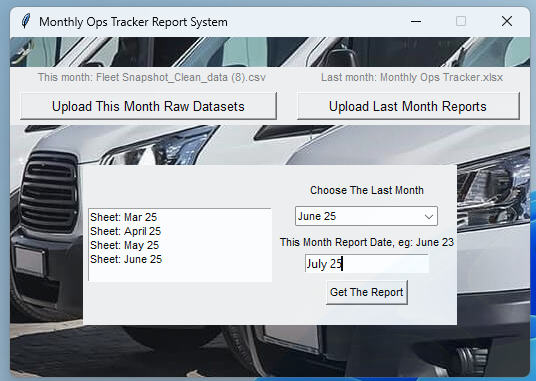 Monthly Ops Tracker Report System
This month: Fleet Snapshot_Clean_data (8).csv
Last month: Monthly Ops Tracker.xlsx
Upload This Month Raw Datasets
Upload Last Month Reports
Choose The Last Month
June 25
Sheet: Mar 25
Sheet: April 25
Sheet: May 25
Sheet: June 25
This Month Report Date, eg: June 23
July 25
Get The Report